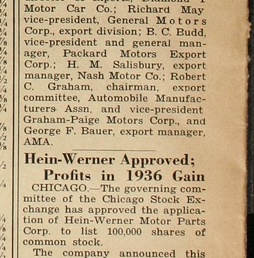 Motor Car Co.; Richard May
vice-president, General Motors
Corp., export division; B. C. Budd,
vice-president and general man-
ager, Packard Motors Export
Corp.; H. M. Salisbury, export
manager, Nash Motor Co.; Robert
C. Graham, chairman, export
committee, Automobile Manufac-
turers Assn. and vice-president
Graham-Paige Motors Corp., and
George F. Bauer, export manager,
AMA.
Hein-Werner Approved;
Profits in 1936 Gain
CHICAGO.—The governing com-
mittee of the Chicago Stock Ex-
change has approved the applica-
tion of Hein-Werner Motor Parts
Corp. to list 100,000 shares of
common stock.
The company announced this